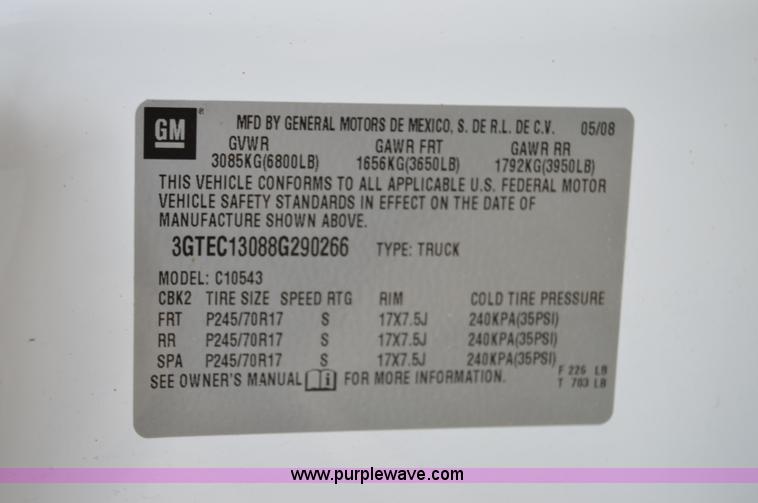 GM ® MFD BY GENERAL MOTORS DE MEXICO, S. DE R.L. DE C.V. 05/08
GVWR GAWR FRT GAWR RR
3085KG(6800LB) 1656KG(3650LB) 1792KG(3950LB)
THIS VEHICLE CONFORMS TO ALL APPLICABLE U.S. FEDERAL MOTOR
VEHICLE SAFETY STANDARDS IN EFFECT ON THE DATE OF
MANUFACTURE SHOWN ABOVE.
3GTEC13088G290266 TYPE: TRUCK
MODEL: C10543
CBK2 TIRE SIZE SPEED RTG RIM COLD TIRE PRESSURE
FRT P245/70R17 S 17X7.5J 240KPA(35PSI)
RR P245/70R17 S 17X7.5J 240KPA(35PSI)
SPA P245/70R17 S 17X7.5J 240KPA(35PSI)
SEE OWNER'S MANUAL i FOR MORE INFORMATION.
F 226 LB
T 703 LB
www.purplewave.com